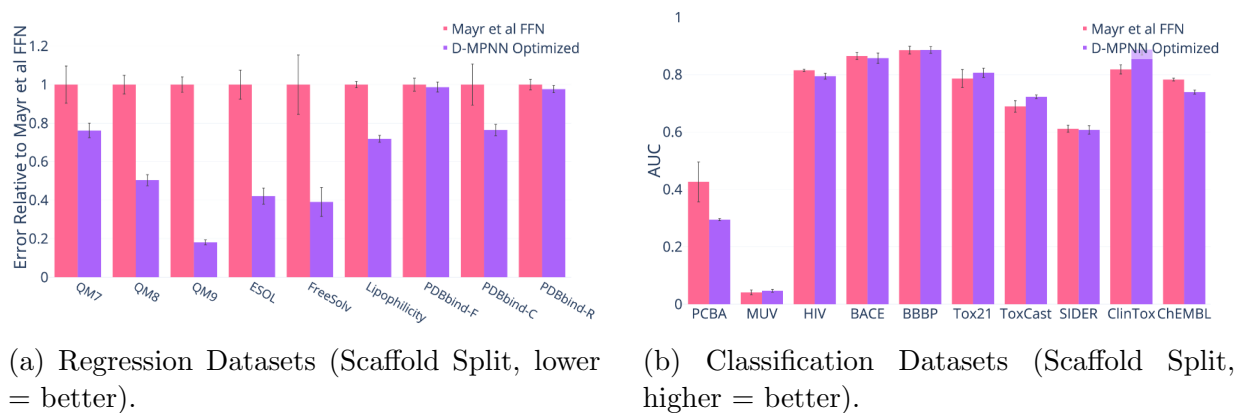 Mayr et al FFN
D-MPNN Optimized
Error Relative to Mayr et al FFN
1.2
1
0.8
0.6
0.4
0.2
0
QM7
QM8
QM9
ESOL
FreeSolv
Lipophilicity
PDBbind-F
PDBbind-C
PDBbind-R
(a) Regression Datasets (Scaffold Split, lower
= better).
Mayr et al FFN
D-MPNN Optimized
AUC
1
0.8
0.6
0.4
0.2
0
PCBA
MUV
HIV
BACE
BBBP
Tox21
ToxCast
SIDER
ClinTox
ChEMBL
(b) Classification Datasets (Scaffold Split,
higher = better).